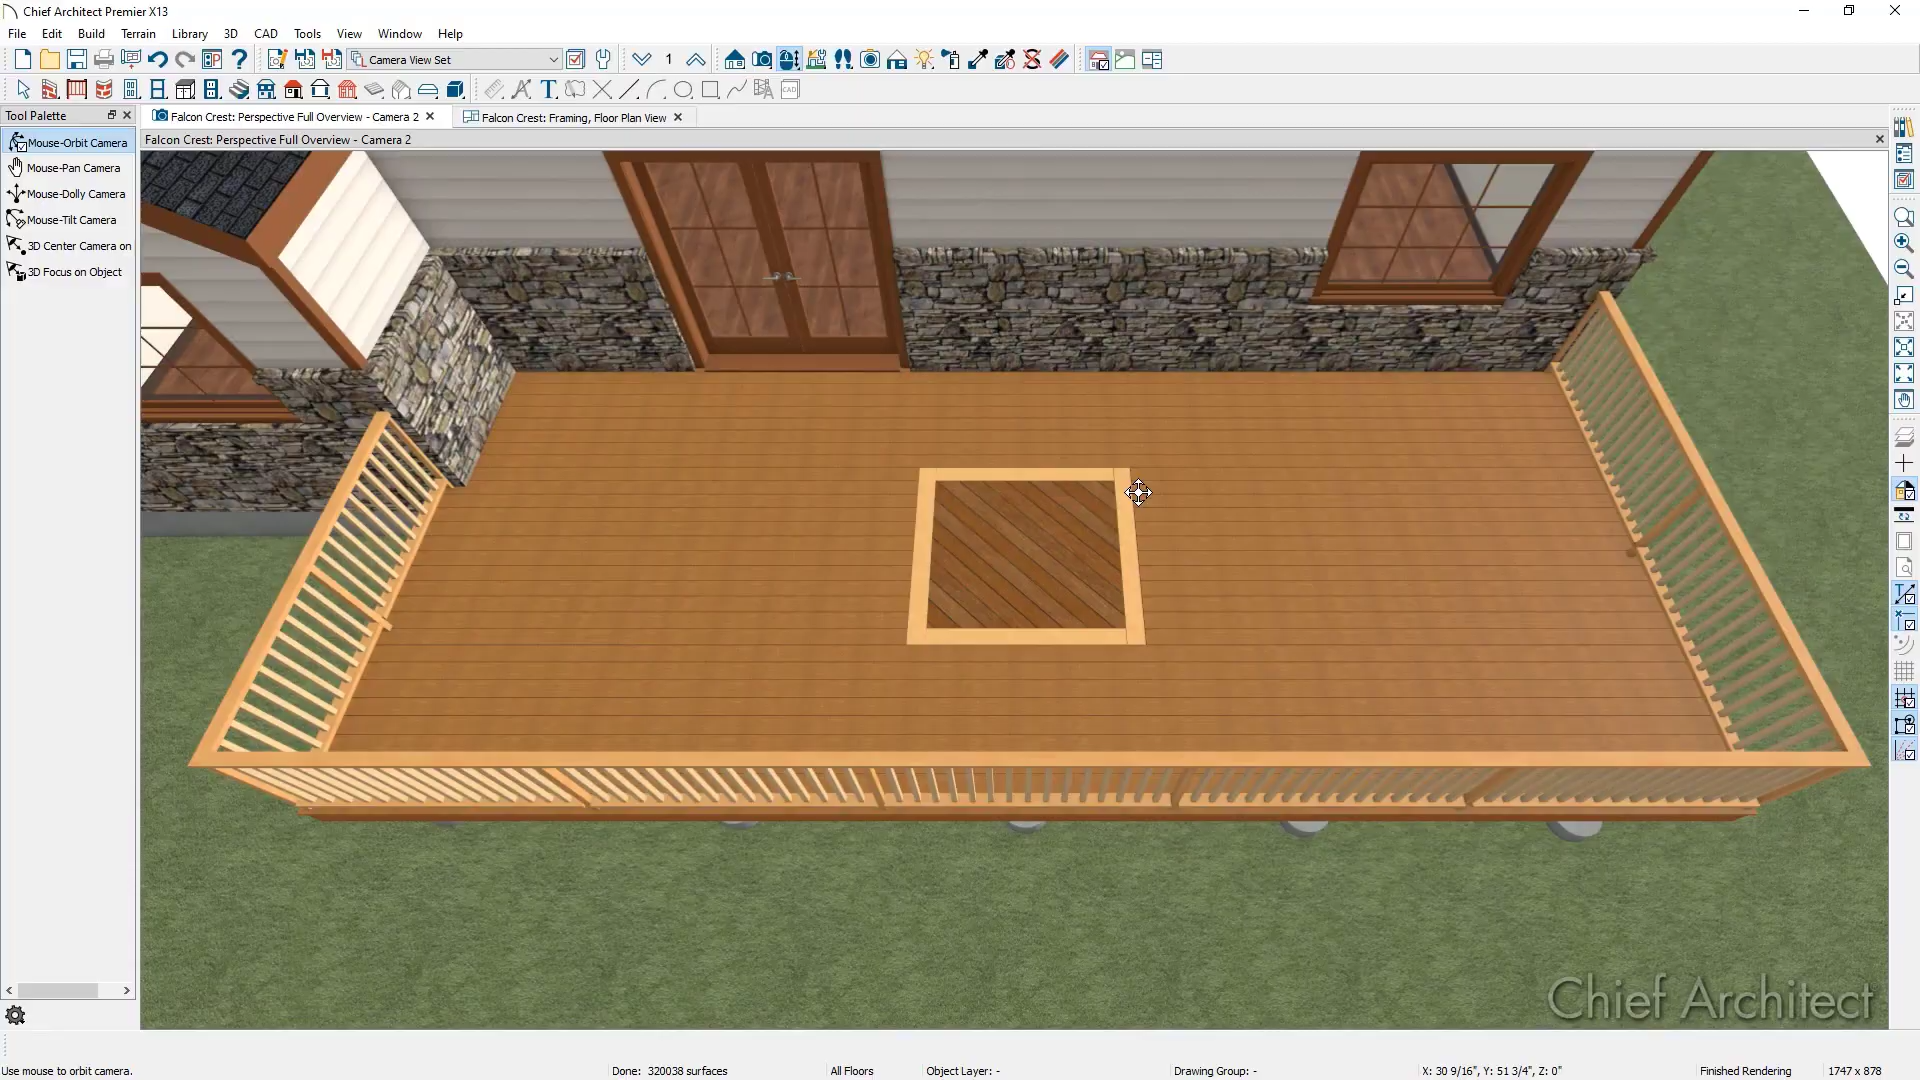 Chief Architect Premier X13
File Edit Build Terrain Library 3D CAD Tools View Window Help
Camera View Set 1
Tool Palette
Falcon Crest: Perspective Full Overview - Camera 2
Falcon Crest: Framing, Floor Plan View
Falcon Crest: Perspective Full Overview - Camera 2
Mouse-Orbit Camera
Mouse-Pan Camera
Mouse-Dolly Camera
Mouse-Tilt Camera
3D Center Camera on
3D Focus on Object
Chief Architect
Use mouse to orbit camera. Done: 320038 surfaces All Floors Object Layer: - Drawing Group: - X: 30 9/16", Y: 51 3/4", Z: 0" Finished Rendering 1747 x 878